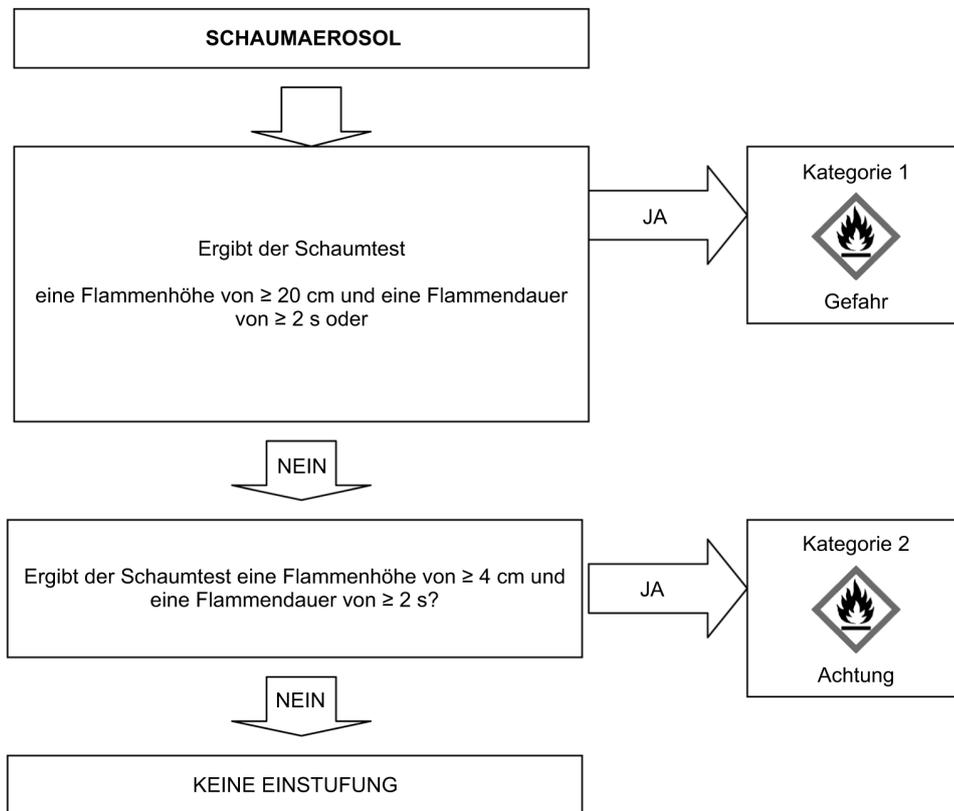 SCHAUMAEROSOL
Ergibt der Schaumtest
eine Flammenhöhe von ≥ 20 cm und eine Flammendauer
von ≥ 2 s oder
JA
Kategorie 1
Gefahr
NEIN
Ergibt der Schaumtest eine Flammenhöhe von ≥ 4 cm und
eine Flammendauer von ≥ 2 s?
JA
Kategorie 2
Achtung
NEIN
KEINE EINSTUFUNG